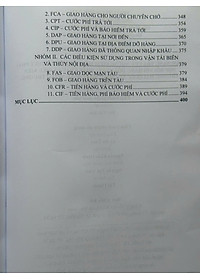 2. FCA – GIAO HÀNG CHO NGƯỜI CHUYÊN CHỞ 348
3. CPT – CƯỚC PHÍ TRẢ TỚI 354
4. CIP – CƯỚC PHÍ VÀ BẢO HIỂM TRẢ TỚI 359
5. DAP – GIAO HÀNG TẠI NƠI ĐẾN 365
6. DPU – GIAO HÀNG TẠI ĐỊA ĐIỂM DỠ HÀNG 370
7. DDP – GIAO HÀNG ĐÃ THÔNG QUAN NHẬP KHẨU 375
NHÓM II. CÁC ĐIỀU KIỆN SỬ DỤNG TRONG VẬN TẢI BIỂN
VÀ THỦY NỘI ĐỊA 379
8. FAS – GIAO DỌC MẠN TÀU 379
9. FOB – GIAO HÀNG TRÊN TÀU 384
10. CFR – TIỀN HÀNG VÀ CƯỚC PHÍ 389
11. CIF – TIỀN HÀNG, PHÍ BẢO HIỂM VÀ CƯỚC PHÍ 394
MỤC LỤC 400